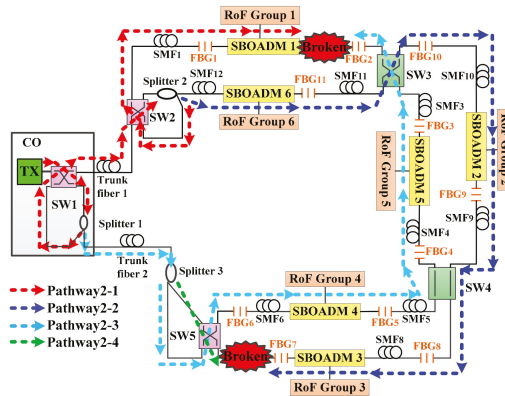 RoF Group 1
SMF1
FBG1
SBOADM 1
Broken
FBG2
FBG10
SW3
SMF10
Splitter 2
SMF12
SBOADM 6
FBG11
SMF11
RoF Group 6
SW2
SMF3
FBG3
CO
TX
SW1
Trunk
fiber 1
RoF Group 5
SBOADM 5
SBOADM 2
FBG9
SMF9
Splitter 1
Trunk
fiber 2
SMF4
FBG4
Splitter 3
RoF Group 4
SW4
Pathway2-1
Pathway2-2
Pathway2-3
Pathway2-4
SW5
FBG6
SMF6
SBOADM 4
FBG5
SMF5
Broken
FBG7
SBOADM 3
SMF8
FBG8
RoF Group 3